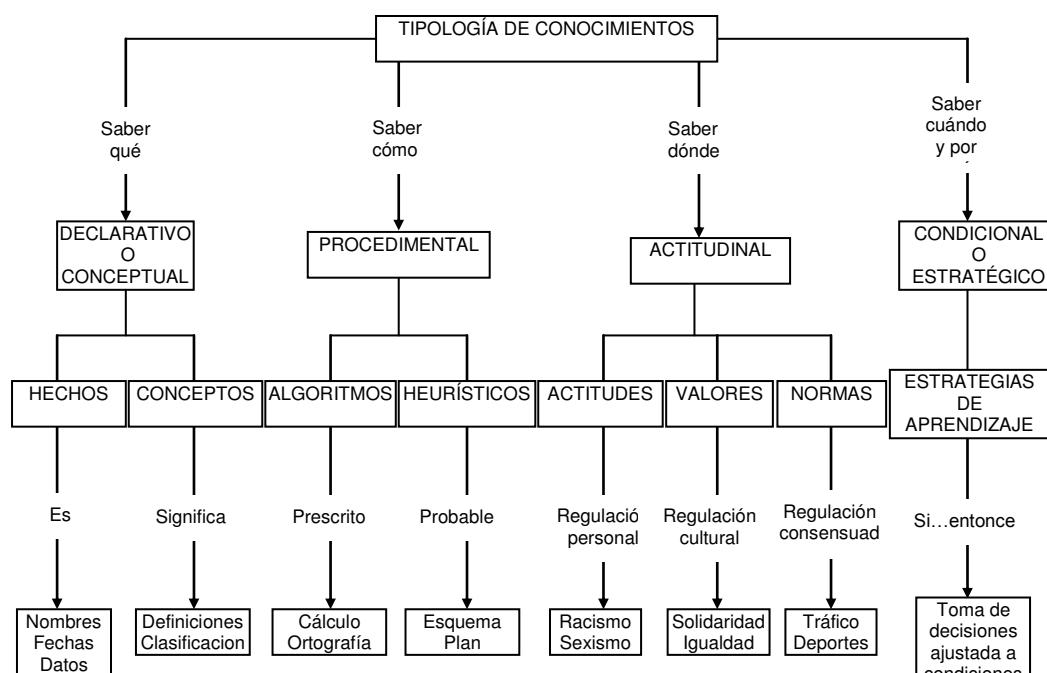 TIPOLOGÍA DE CONOCIMIENTOS
Saber
qué
Saber
cómo
Saber
dónde
Saber
cuándo
y por
DECLARATIVO
O
CONCEPTUAL
PROCEDIMENTAL
ACTITUDINAL
CONDICIONAL
O
ESTRATÉGICO
HECHOS
CONCEPTOS
ALGORITMOS
HEURÍSTICOS
ACTITUDES
VALORES
NORMAS
ESTRATEGIAS
DE
APRENDIZAJE
Es
Significa
Prescrito
Probable
Regulació
personal
Regulación
cultural
Regulación
consensuad
Si...entonce
Nombres
Fechas
Datos
Definiciones
Clasificacion
Cálculo
Ortografía
Esquema
Plan
Racismo
Sexismo
Solidaridad
Igualdad
Tráfico
Deportes
Toma de
decisiones
ajustada a
condiciones